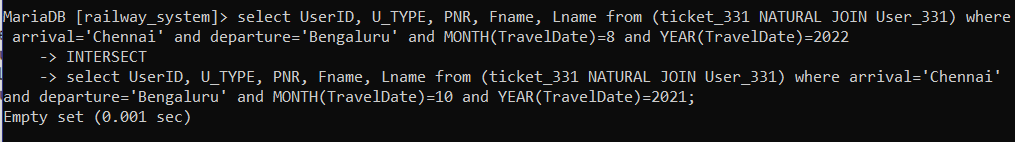 MariaDB [railway_system]> select UserID, U_TYPE, PNR, Fname, Lname from (ticket_331 NATURAL JOIN User_331) where
 arrival='Chennai' and departure='Bengaluru' and MONTH(TravelDate)=8 and YEAR(TravelDate)=2022
    -> INTERSECT
    -> select UserID, U_TYPE, PNR, Fname, Lname from (ticket_331 NATURAL JOIN User_331) where arrival='Chennai'
and departure='Bengaluru' and MONTH(TravelDate)=10 and YEAR(TravelDate)=2021;
Empty set (0.001 sec)